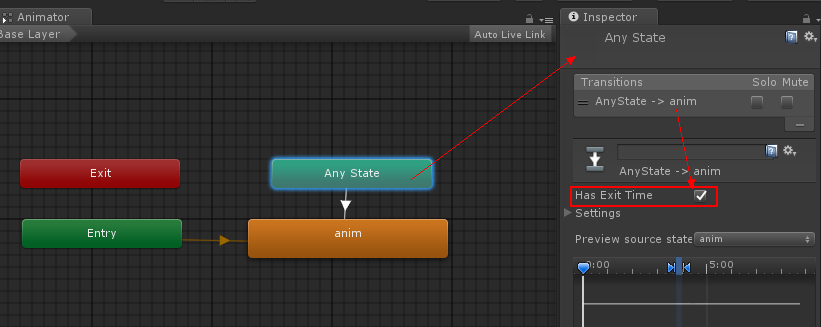 Animator
Inspector
Base Layer
Auto Live Link
Any State
Transitions Solo Mute
AnyState -> anim
AnyState -> anim
Has Exit Time
Settings
Preview source state anim
0:00 5:00
Exit
Any State
Entry
anim